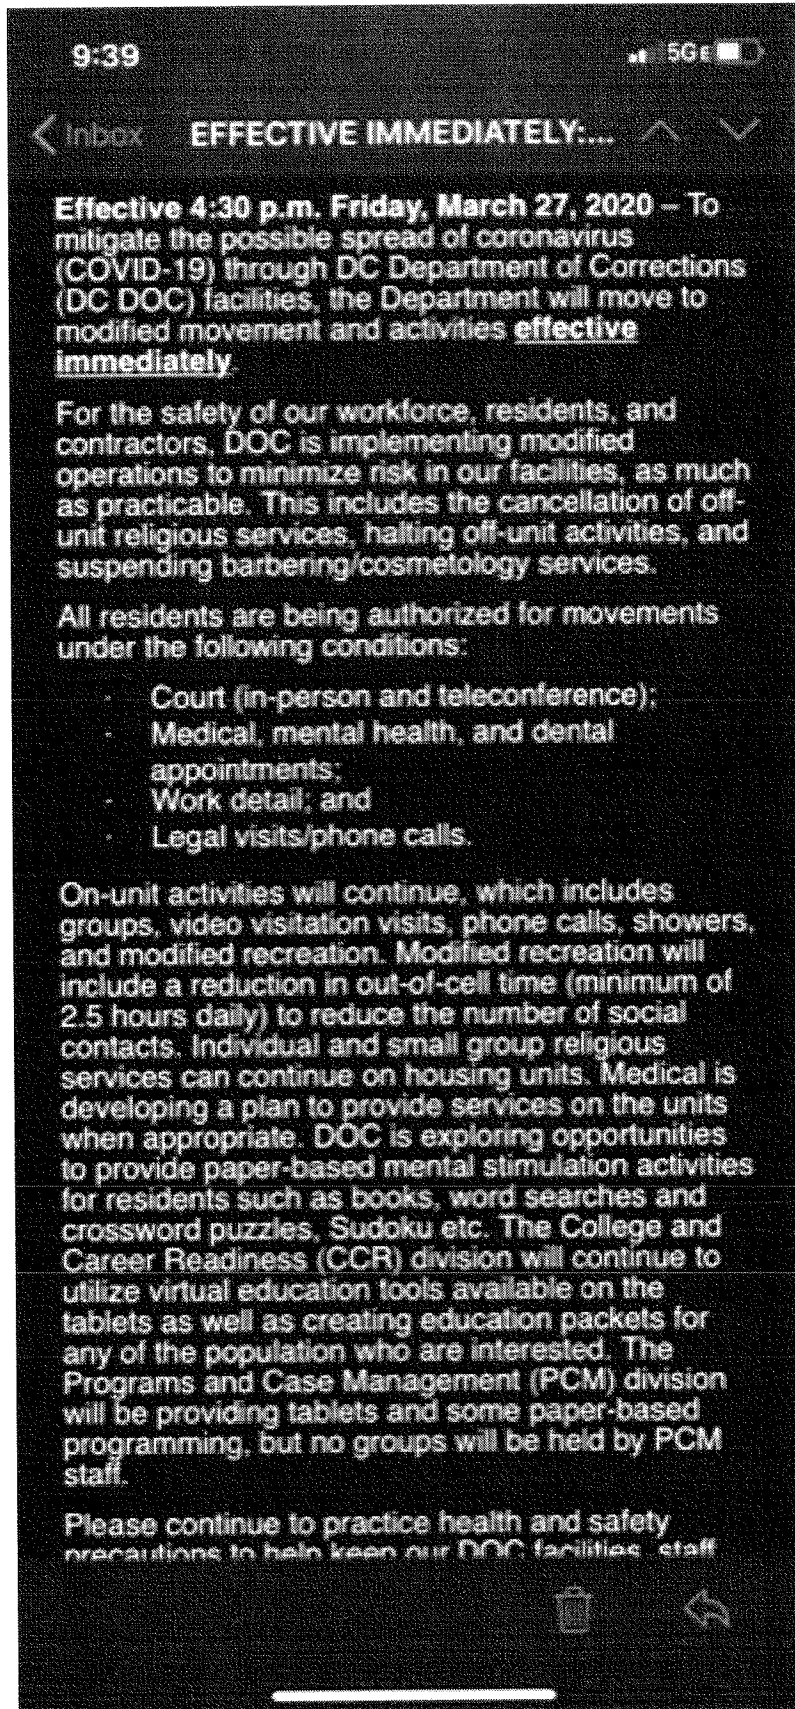 9:39
5GE
Inbox EFFECTIVE IMMEDIATELY:...
Effective 4:30 p.m. Friday, March 27, 2020 – To
mitigate the possible spread of coronavirus
(COVID-19) through DC Department of Corrections
(DC DOC) facilities, the Department will move to
modified movement and activities effective
immediately.
For the safety of our workforce, residents, and
contractors, DOC is implementing modified
operations to minimize risk in our facilities, as much
as practicable. This includes the cancellation of off-
unit religious services, halting off-unit activities, and
suspending barbering/cosmetology services.
All residents are being authorized for movements
under the following conditions:
· Court (in-person and teleconference);
· Medical, mental health, and dental
appointments;
· Work detail; and
· Legal visits/phone calls.
On-unit activities will continue, which includes
groups, video visitation visits, phone calls, showers,
and modified recreation. Modified recreation will
include a reduction in out-of-cell time (minimum of
2.5 hours daily) to reduce the number of social
contacts. Individual and small group religious
services can continue on housing units. Medical is
developing a plan to provide services on the units
when appropriate. DOC is exploring opportunities
to provide paper-based mental stimulation activities
for residents such as books, word searches and
crossword puzzles, Sudoku etc. The College and
Career Readiness (CCR) division will continue to
utilize virtual education tools available on the
tablets as well as creating education packets for
any of the population who are interested. The
Programs and Case Management (PCM) division
will be providing tablets and some paper-based
programming, but no groups will be held by PCM
staff.
Please continue to practice health and safety
precautions to help keep our DOC facilities, staff